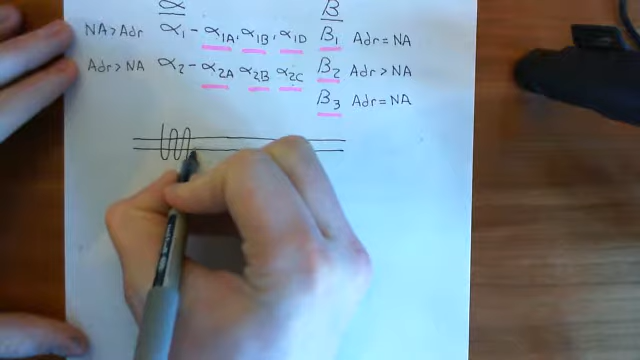 α β
NA > Adr α₁ - α₁A, α₁B, α₁D β₁ Adr = NA
Adr > NA α₂ - α₂A α₂B α₂C β₂ Adr > NA
β₃ Adr = NA